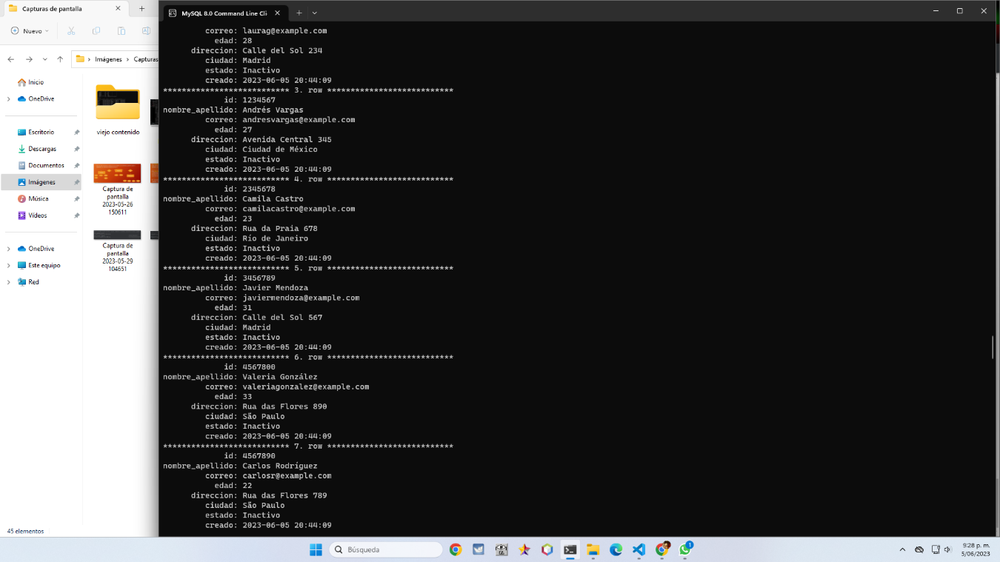 Capturas de pantalla
MySQL 8.0 Command Line Cli
Nuevo
Imágenes
Capturas
Inicio
OneDrive
Escritorio
Descargas
Documentos
Imágenes
Música
Vídeos
OneDrive
Este equipo
Red
viejo contenido
Captura de
pantalla
2023-05-26
150611
Captura de
pantalla
2023-05-29
104651
45 elementos
correo: laurag@example.com
edad: 28
direccion: Calle del Sol 234
ciudad: Madrid
estado: Inactivo
creado: 2023-06-05 20:44:09
*************************** 3. row ***************************
id: 1234567
nombre_apellido: Andrés Vargas
correo: andresvargas@example.com
edad: 27
direccion: Avenida Central 345
ciudad: Ciudad de México
estado: Inactivo
creado: 2023-06-05 20:44:09
*************************** 4. row ***************************
id: 2345678
nombre_apellido: Camila Castro
correo: camilacastro@example.com
edad: 23
direccion: Rua da Praia 678
ciudad: Río de Janeiro
estado: Inactivo
creado: 2023-06-05 20:44:09
*************************** 5. row ***************************
id: 3456789
nombre_apellido: Javier Mendoza
correo: javiermendoza@example.com
edad: 31
direccion: Calle del Sol 567
ciudad: Madrid
estado: Inactivo
creado: 2023-06-05 20:44:09
*************************** 6. row ***************************
id: 4567800
nombre_apellido: Valeria González
correo: valeriagonzalez@example.com
edad: 33
direccion: Rua das Flores 890
ciudad: São Paulo
estado: Inactivo
creado: 2023-06-05 20:44:09
*************************** 7. row ***************************
id: 4567890
nombre_apellido: Carlos Rodríguez
correo: carlosr@example.com
edad: 22
direccion: Rua das Flores 789
ciudad: São Paulo
estado: Inactivo
creado: 2023-06-05 20:44:09
Búsqueda
1
9:28 p. m.
5/06/2023